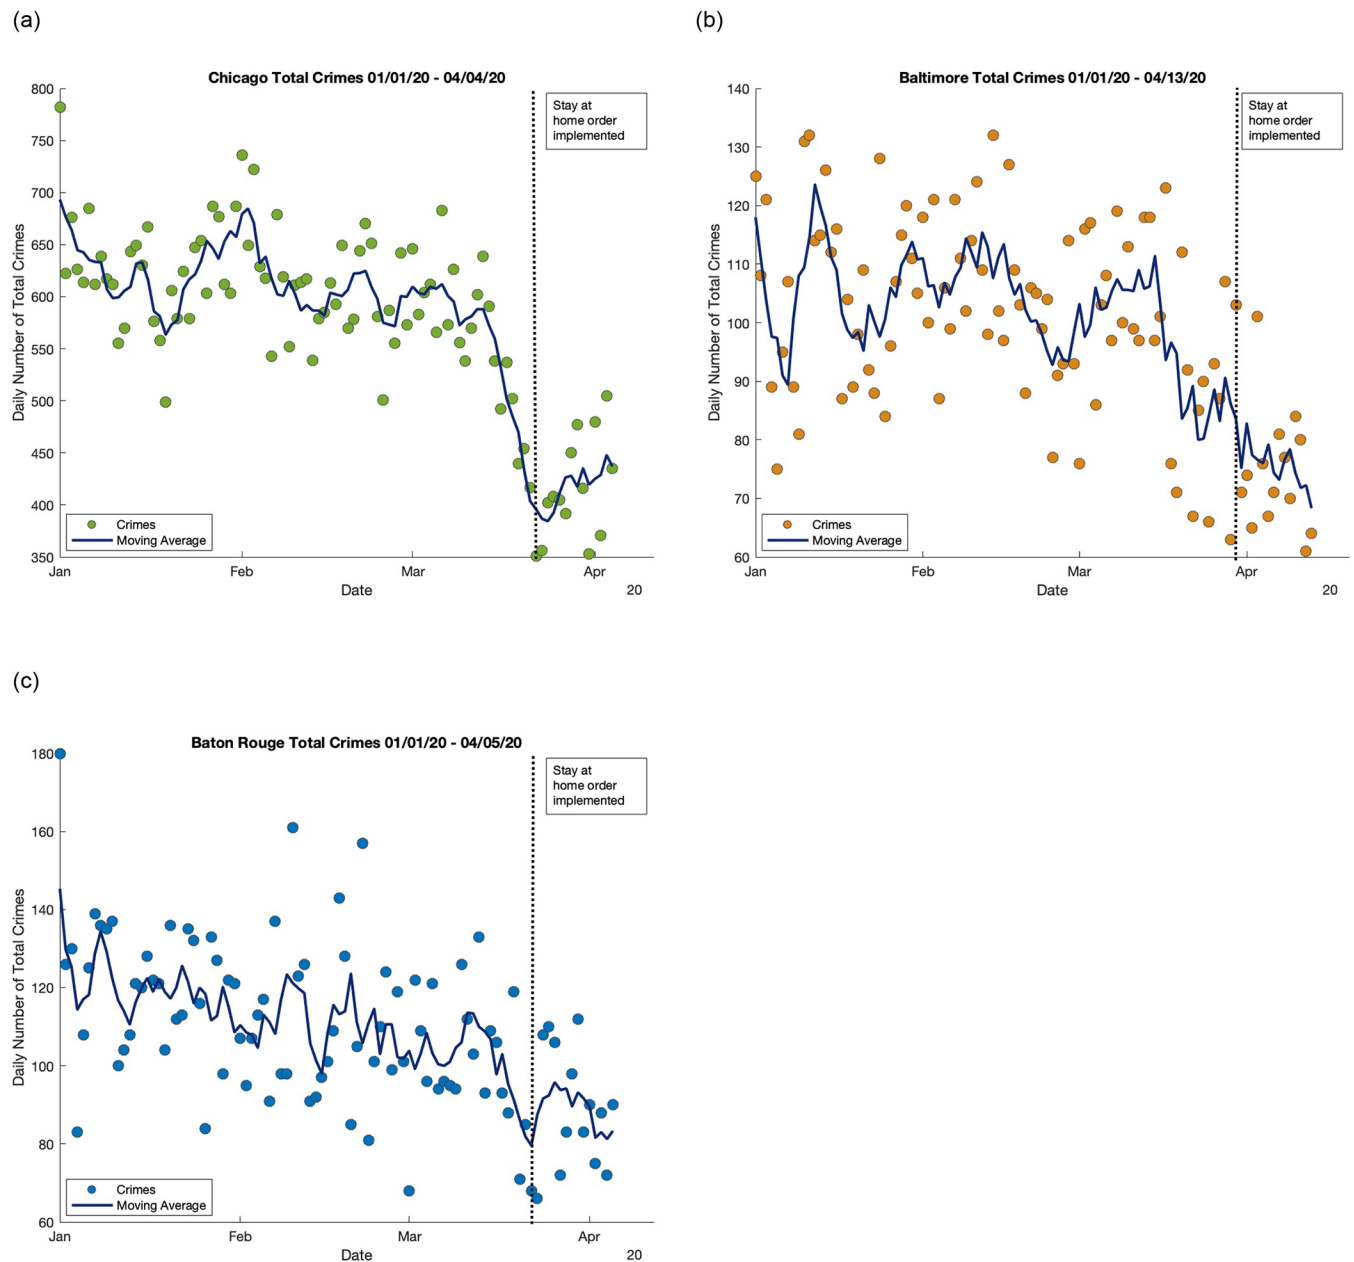 (a)
Chicago Total Crimes 01/01/20 - 04/04/20
800
750
700
650
600
550
500
450
400
350
Daily Number of Total Crimes
Stay at
home order
implemented
Crimes
Moving Average
Jan
Feb
Mar
Apr
Date
20
(b)
Baltimore Total Crimes 01/01/20 - 04/13/20
140
130
120
110
100
90
80
70
60
Daily Number of Total Crimes
Stay at
home order
implemented
Crimes
Moving Average
Jan
Feb
Mar
Apr
Date
20
(c)
Baton Rouge Total Crimes 01/01/20 - 04/05/20
180
160
140
120
100
80
60
Daily Number of Total Crimes
Stay at
home order
implemented
Crimes
Moving Average
Jan
Feb
Mar
Apr
Date
20